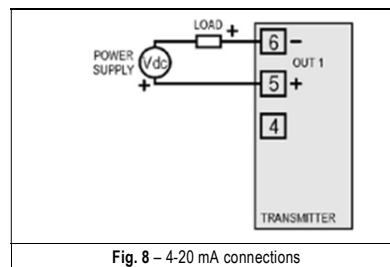 LOAD +
POWER SUPPLY
Vdc
+
6 -
OUT 1
5 +
4
TRANSMITTER
Fig. 8 – 4-20 mA connections